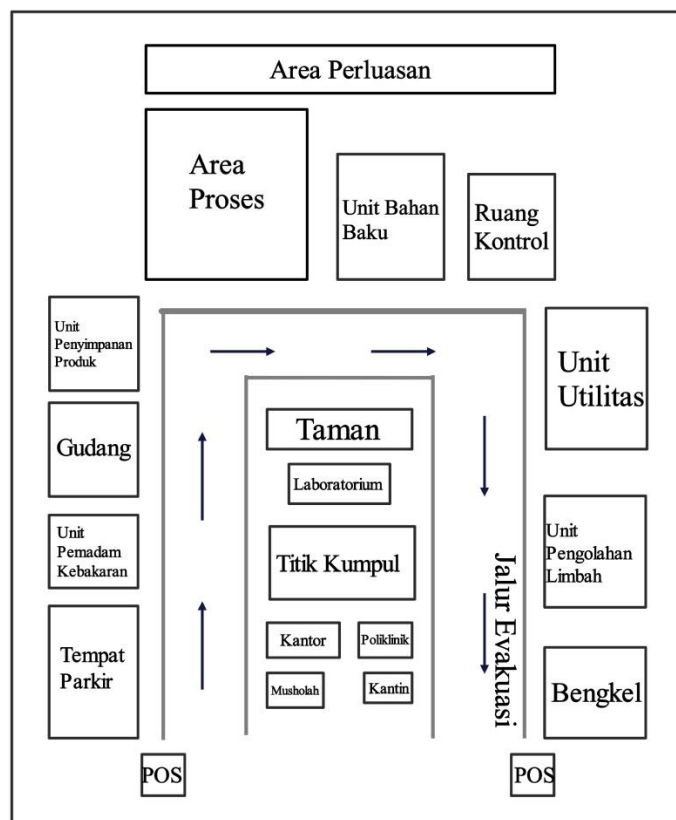 Area Perluasan
Area
Proses
Unit Bahan
Baku
Ruang
Kontrol
Unit
Penyimpanan
Produk
Unit
Utilitas
Taman
Gudang
Laboratorium
Unit
Pemadam
Kebakaran
Titik Kumpul
Unit
Pengolahan
Limbah
Jalur Evakuasi
Tempat
Parkir
Kantor
Poliklinik
Musholah
Kantin
Bengkel
POS
POS